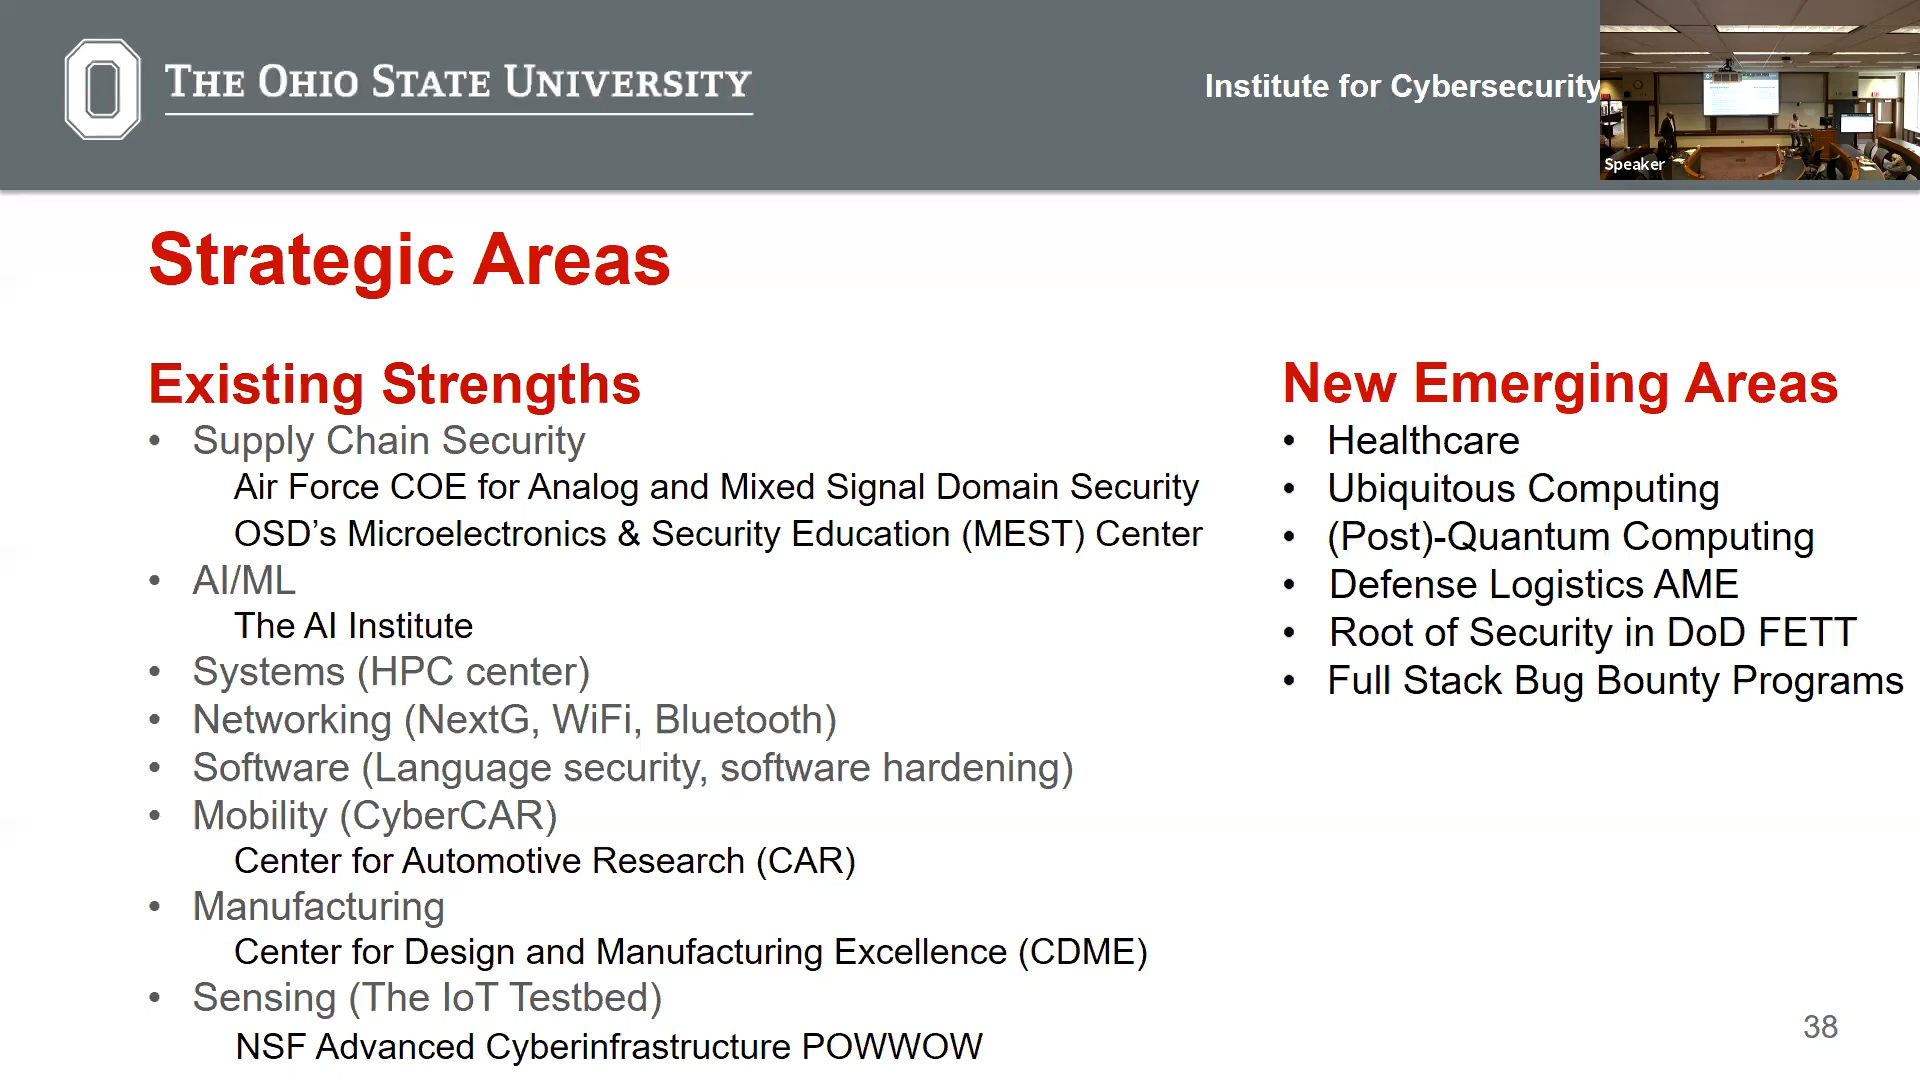 THE OHIO STATE UNIVERSITY
Institute for Cybersecurity
Speaker
Strategic Areas
Existing Strengths
• Supply Chain Security
Air Force COE for Analog and Mixed Signal Domain Security
OSD’s Microelectronics & Security Education (MEST) Center
• AI/ML
The AI Institute
• Systems (HPC center)
• Networking (NextG, WiFi, Bluetooth)
• Software (Language security, software hardening)
• Mobility (CyberCAR)
Center for Automotive Research (CAR)
• Manufacturing
Center for Design and Manufacturing Excellence (CDME)
• Sensing (The IoT Testbed)
NSF Advanced Cyberinfrastructure POWWOW
New Emerging Areas
• Healthcare
• Ubiquitous Computing
• (Post)-Quantum Computing
• Defense Logistics AME
• Root of Security in DoD FETT
• Full Stack Bug Bounty Programs
38